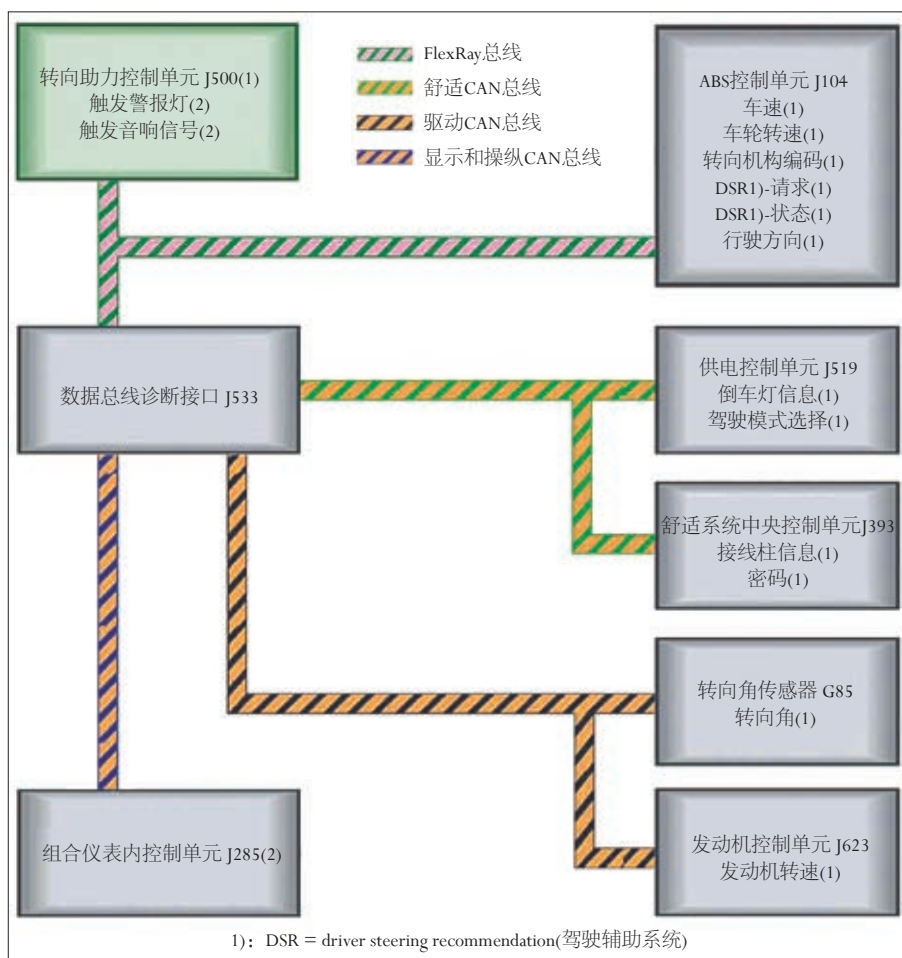 转向助力控制单元 J500(1)
触发警报灯(2)
触发音响信号(2)
FlexRay总线
舒适CAN总线
驱动CAN总线
显示和操纵CAN总线
ABS控制单元 J104
车速(1)
车轮转速(1)
转向机构编码(1)
DSR1)-请求(1)
DSR1)-状态(1)
行驶方向(1)
数据总线诊断接口 J533
供电控制单元 J519
倒车灯信息(1)
驾驶模式选择(1)
舒适系统中央控制单元J393
接线柱信息(1)
密码(1)
转向角传感器 G85
转向角(1)
组合仪表内控制单元 J285(2)
发动机控制单元 J623
发动机转速(1)
1)：DSR = driver steering recommendation(驾驶辅助系统)